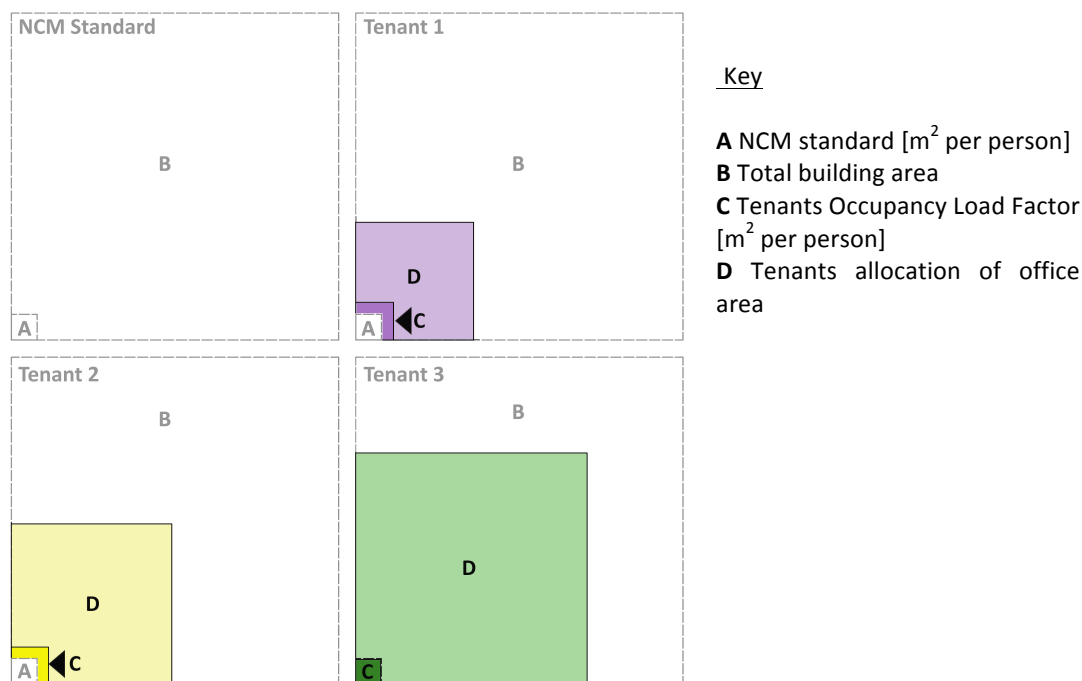 NCM Standard
B
A
Tenant 1
B
D
A
C
Tenant 2
B
D
A
C
Tenant 3
B
D
C
Key
A NCM standard [m² per person]
B Total building area
C Tenants Occupancy Load Factor
[m² per person]
D Tenants allocation of office
area